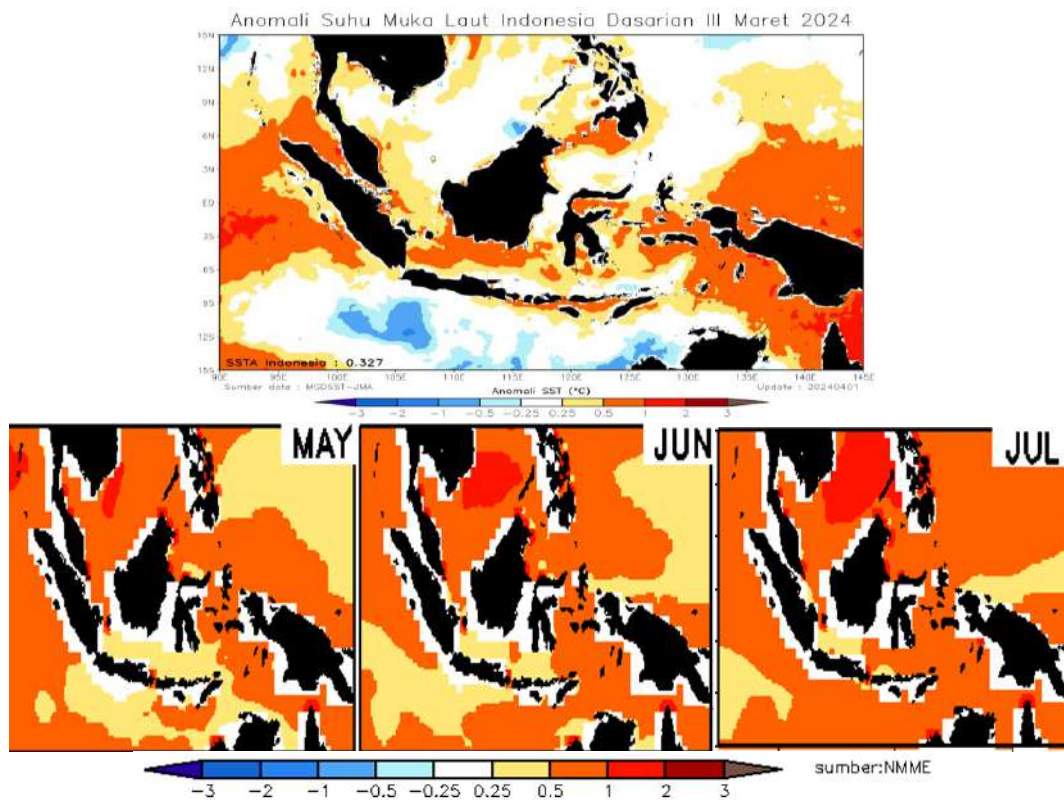 Anomali Suhu Muka Laut Indonesia Dasarian III Maret 2024
15N
12N
9N
6N
3N
EQ
3S
6S
9S
12S
15S
SSTA Indonesia : 0.327
90E 95E 100E 105E 110E 115E 120E 125E 130E 135E 140E 145E
Sumber data : MGDSST-JMA Anomali SST (°C) Update : 20240401
-3 -2 -1 -0.5 -0.25 0.25 0.5 1 2 3
MAY JUN JUL
-3 -2 -1 -0.5 -0.25 0.25 0.5 1 2 3
sumber:NMME